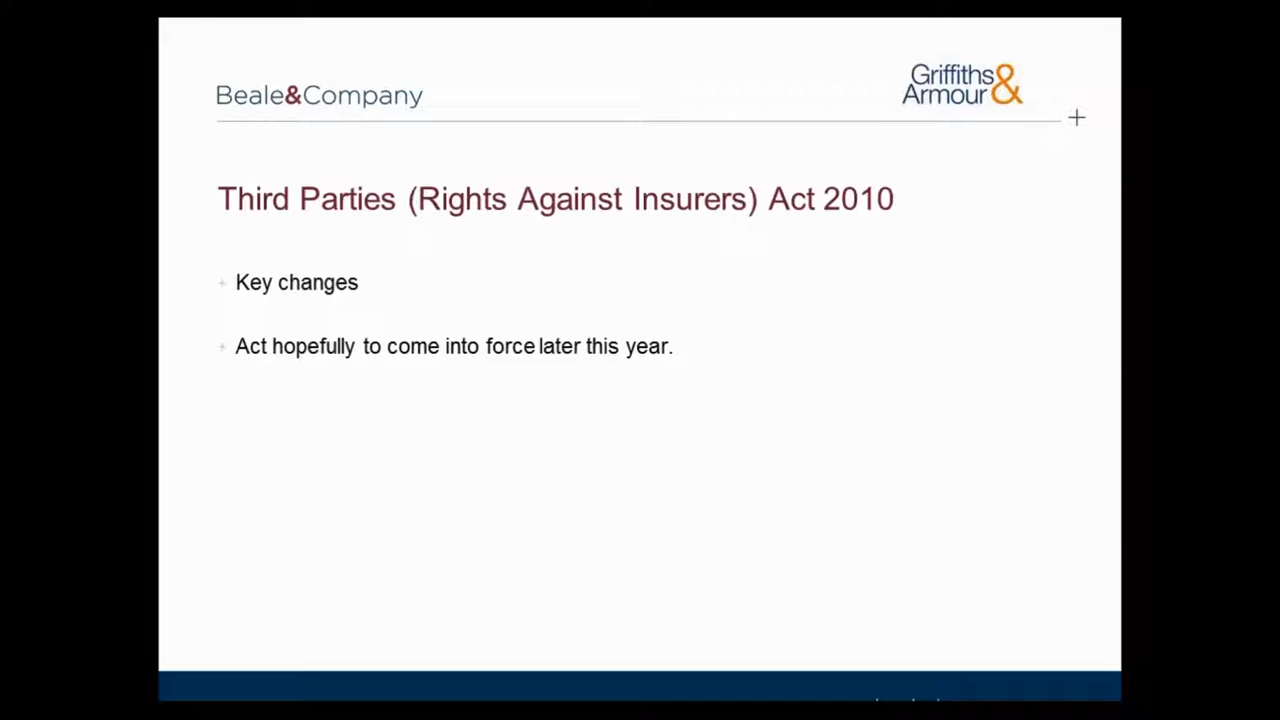 Beale&Company
Griffiths&
Armour
Third Parties (Rights Against Insurers) Act 2010
Key changes
Act hopefully to come into force later this year.